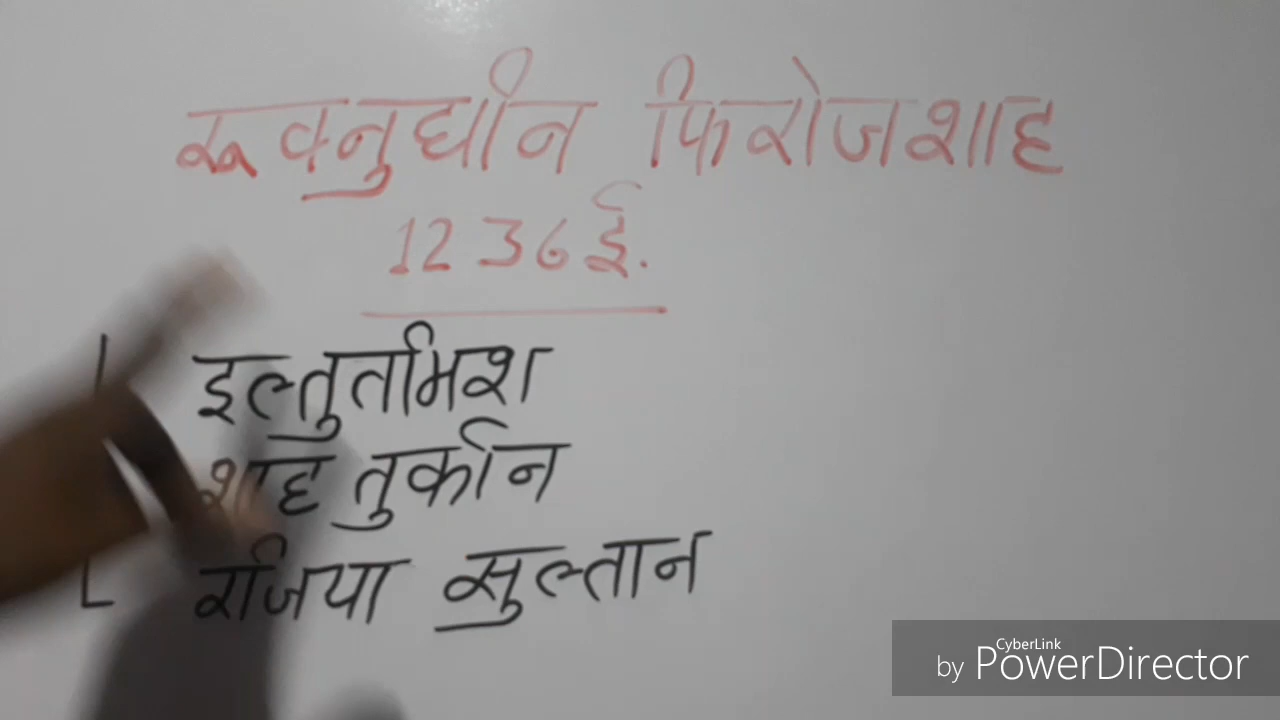 रूकनुधीन फिरोजशाह
1236ई.
इल्तुतमिश
शाह तुर्कान
रजिया सुल्तान
CyberLink
by PowerDirector